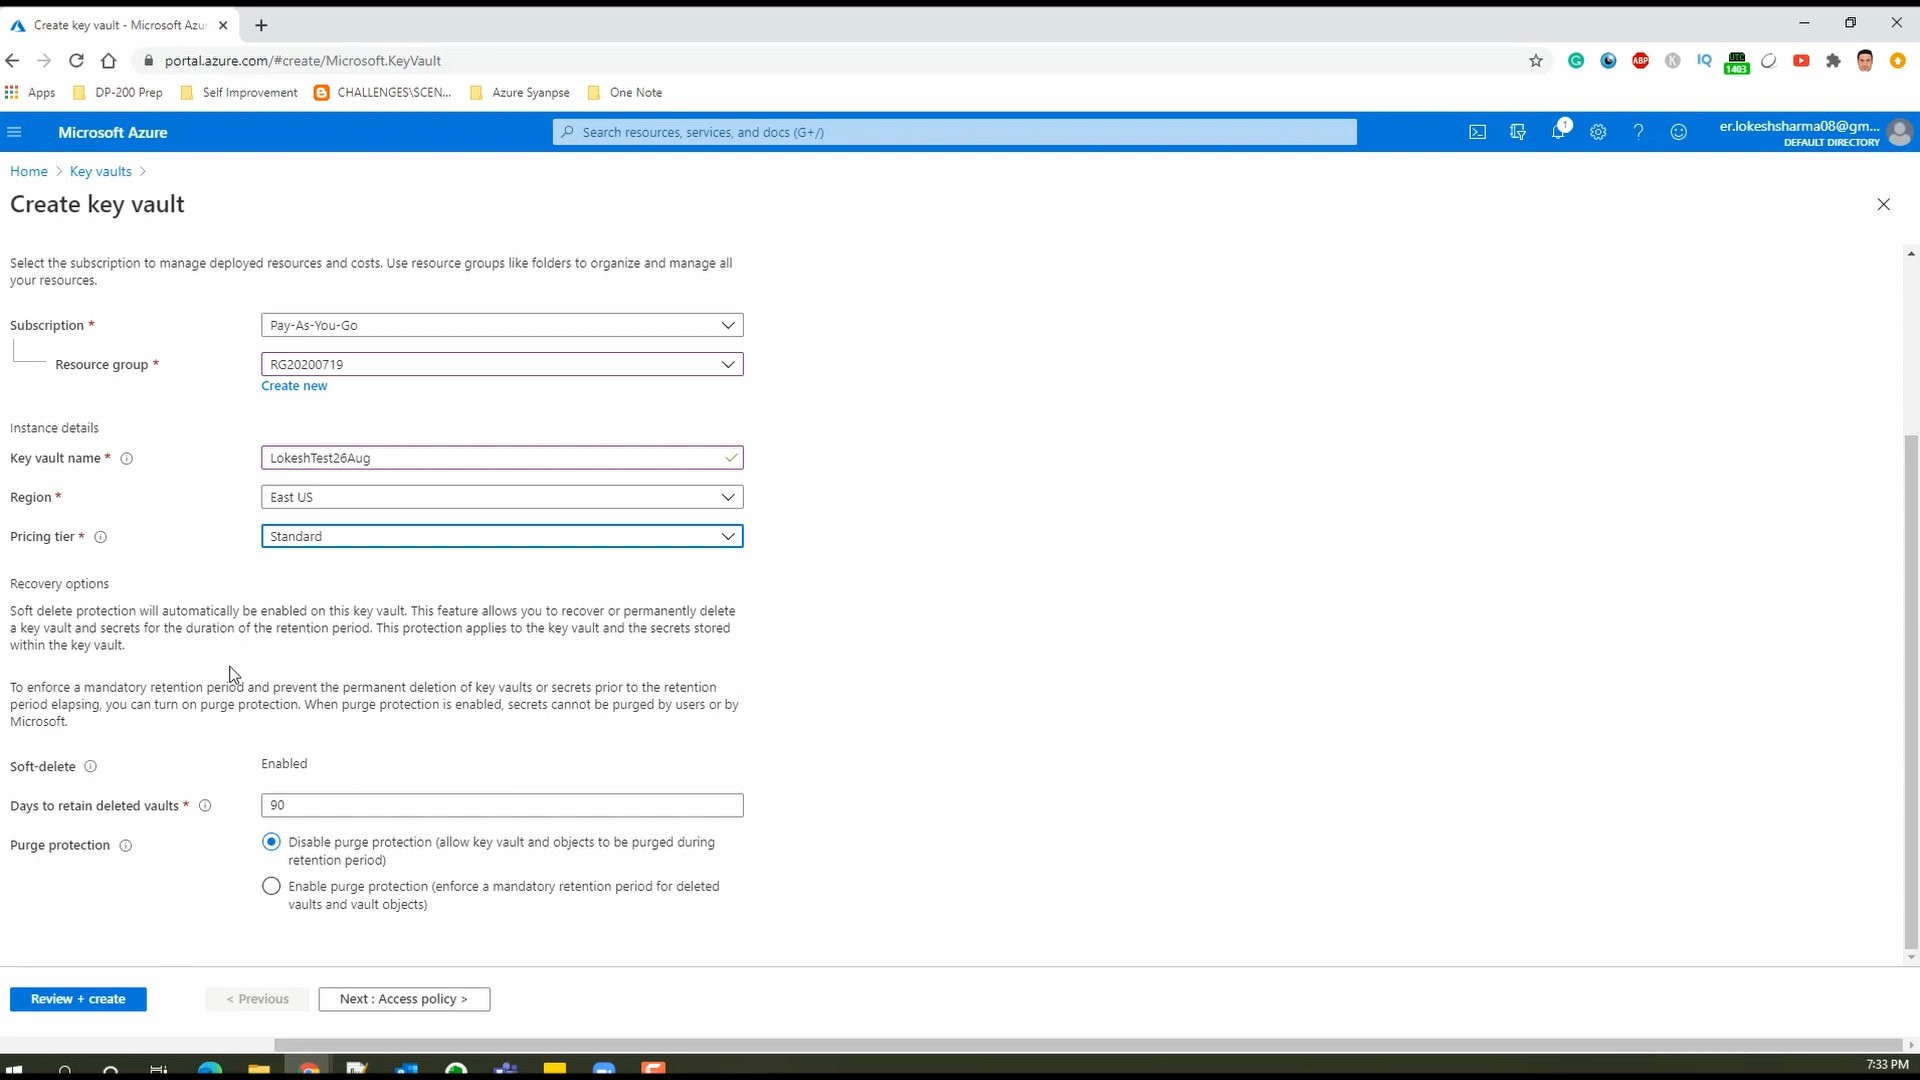 Create key vault - Microsoft Azu
portal.azure.com/#create/Microsoft.KeyVault
ABP
K
IQ
UTC
1403
Apps
DP-200 Prep
Self Improvement
CHALLENGES\SCEN...
Azure Syanpse
One Note
Microsoft Azure
Search resources, services, and docs (G+/)
1
er.lokeshsharma08@gm...
DEFAULT DIRECTORY
Home > Key vaults >
Create key vault
Select the subscription to manage deployed resources and costs. Use resource groups like folders to organize and manage all
your resources.
Subscription *
Pay-As-You-Go
Resource group *
RG20200719
Create new
Instance details
Key vault name *
LokeshTest26Aug
Region *
East US
Pricing tier *
Standard
Recovery options
Soft delete protection will automatically be enabled on this key vault. This feature allows you to recover or permanently delete
a key vault and secrets for the duration of the retention period. This protection applies to the key vault and the secrets stored
within the key vault.
To enforce a mandatory retention period and prevent the permanent deletion of key vaults or secrets prior to the retention
period elapsing, you can turn on purge protection. When purge protection is enabled, secrets cannot be purged by users or by
Microsoft.
Soft-delete
Enabled
Days to retain deleted vaults *
90
Purge protection
Disable purge protection (allow key vault and objects to be purged during
retention period)
Enable purge protection (enforce a mandatory retention period for deleted
vaults and vault objects)
Review + create
< Previous
Next : Access policy >
7:33 PM